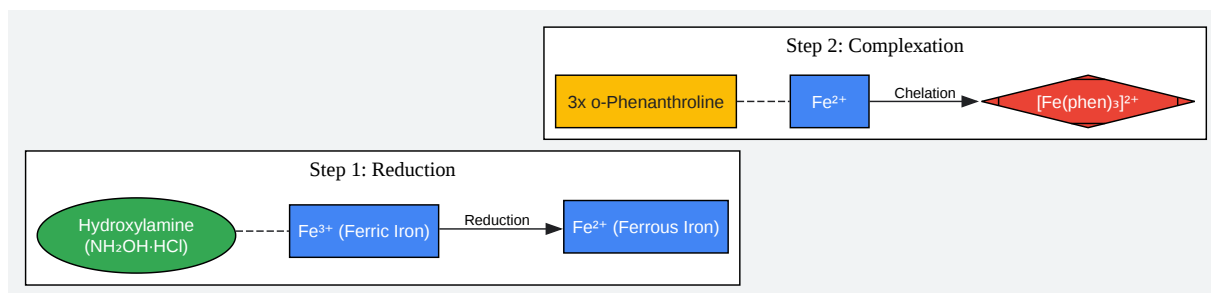 Step 2: Complexation
3x o-Phenanthroline
Fe²⁺
Chelation
[Fe(phen)₃]²⁺
Step 1: Reduction
Hydroxylamine
(NH₂OH·HCl)
Fe³⁺ (Ferric Iron)
Reduction
Fe²⁺ (Ferrous Iron)